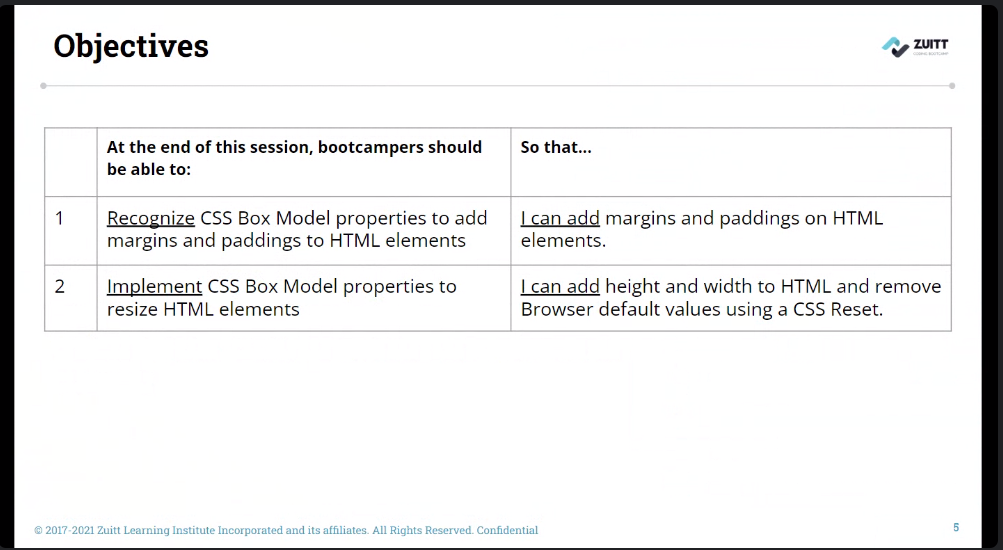 Objectives
ZUITT
At the end of this session, bootcampers should
be able to:
So that...
1
Recognize CSS Box Model properties to add
margins and paddings to HTML elements
I can add margins and paddings on HTML
elements.
2
Implement CSS Box Model properties to
resize HTML elements
I can add height and width to HTML and remove
Browser default values using a CSS Reset.
© 2017-2021 Zuitt Learning Institute Incorporated and its affiliates. All Rights Reserved. Confidential
5